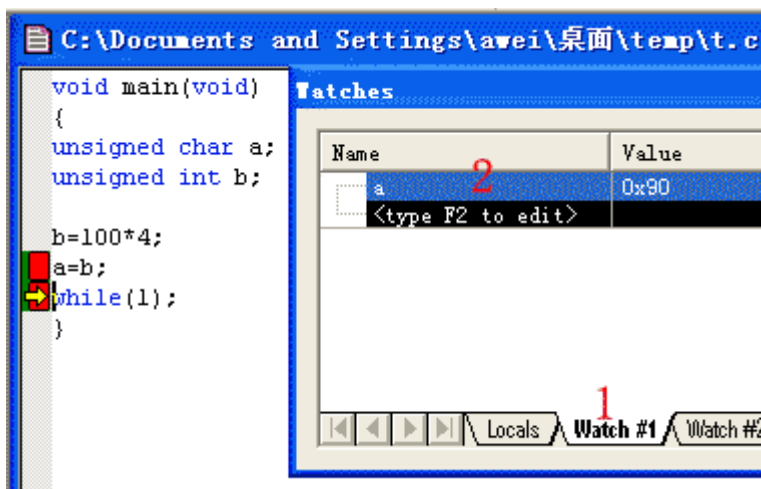 C:\Documents and Settings\awei\桌面\temp\t.c
void main(void)
{
unsigned char a;
unsigned int b;
b=100*4;
a=b;
while(1);
}
Watches
Name Value
a 0x90
2
<type F2 to edit>
1
Locals Watch #1 Watch #2